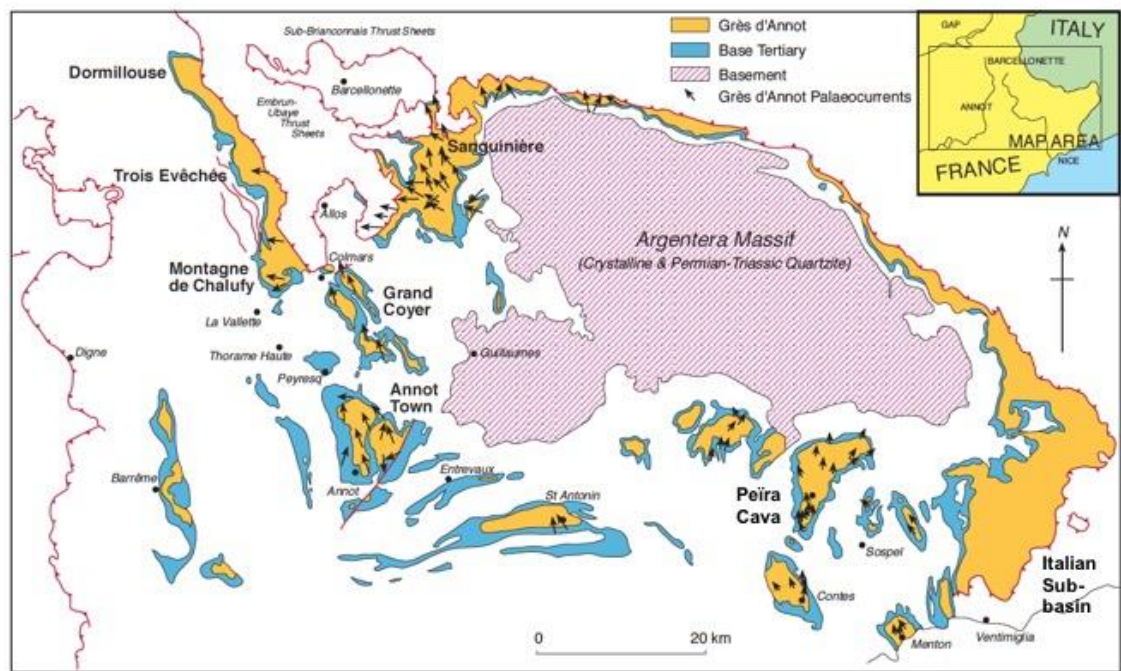 Grès d'Annot
Base Tertiary
Basement
Grès d'Annot Palaeocurrents
GAP
ITALY
BARCELLONETTE
ANNOT
MAP AREA
FRANCE
NICE
Sub-Brianconnais Thrust Sheets
Dormillouse
Barcellonette
Embrun-
Ubaye
Thrust
Sheets
Sanguinière
Trois Evêchés
Allos
Argentera Massif
(Crystalline & Permian-Triassic Quartzite)
N
Montagne
de Chalufy
Colmars
Grand
Coyer
La Vallette
Digne
Thorame Haute
Guillaumes
Peyresq
Annot
Town
Barrême
Annot
Entrevaux
St Antonin
Peïra
Cava
Sospel
Italian
Sub-
basin
Contes
0
20 km
Menton
Ventimiglia